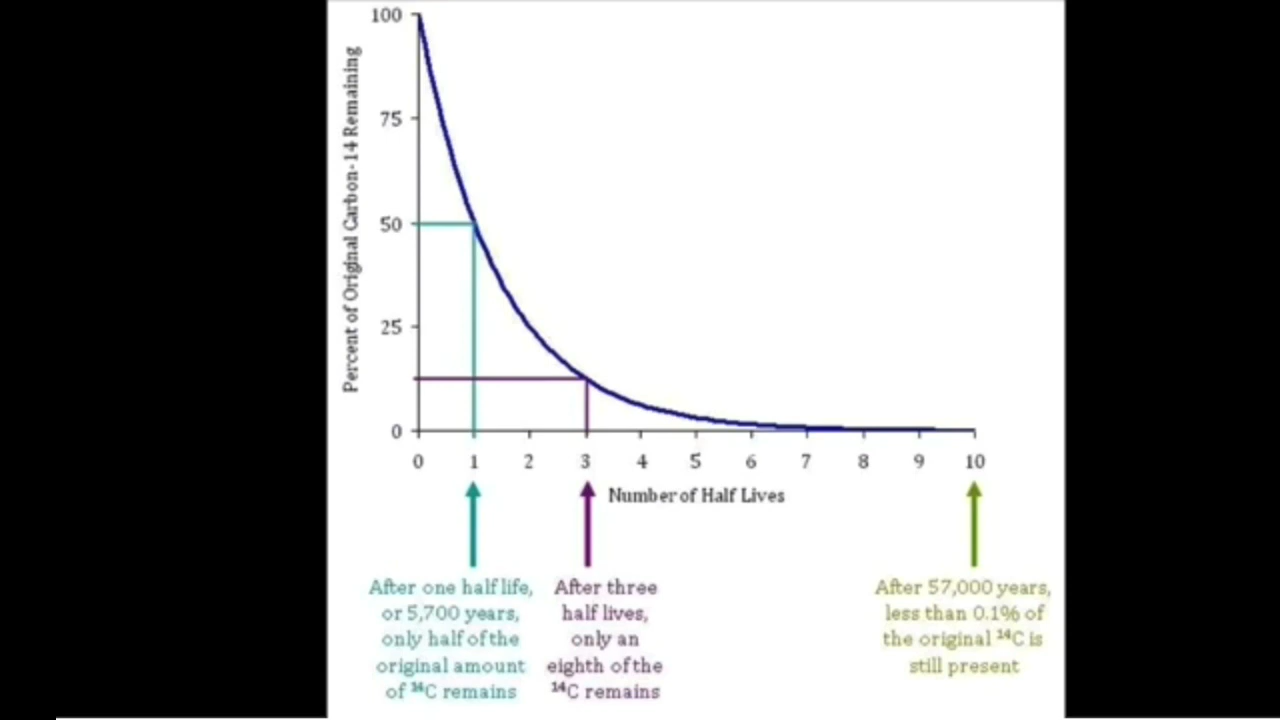 Percent of Original Carbon-14 Remaining
100
75
50
25
0
0 1 2 3 4 5 6 7 8 9 10
Number of Half Lives
After one half life,
or 5,700 years,
only half of the
original amount
of ¹⁴C remains
After three
half lives,
only an
eighth of the
¹⁴C remains
After 57,000 years,
less than 0.1% of
the original ¹⁴C is
still present